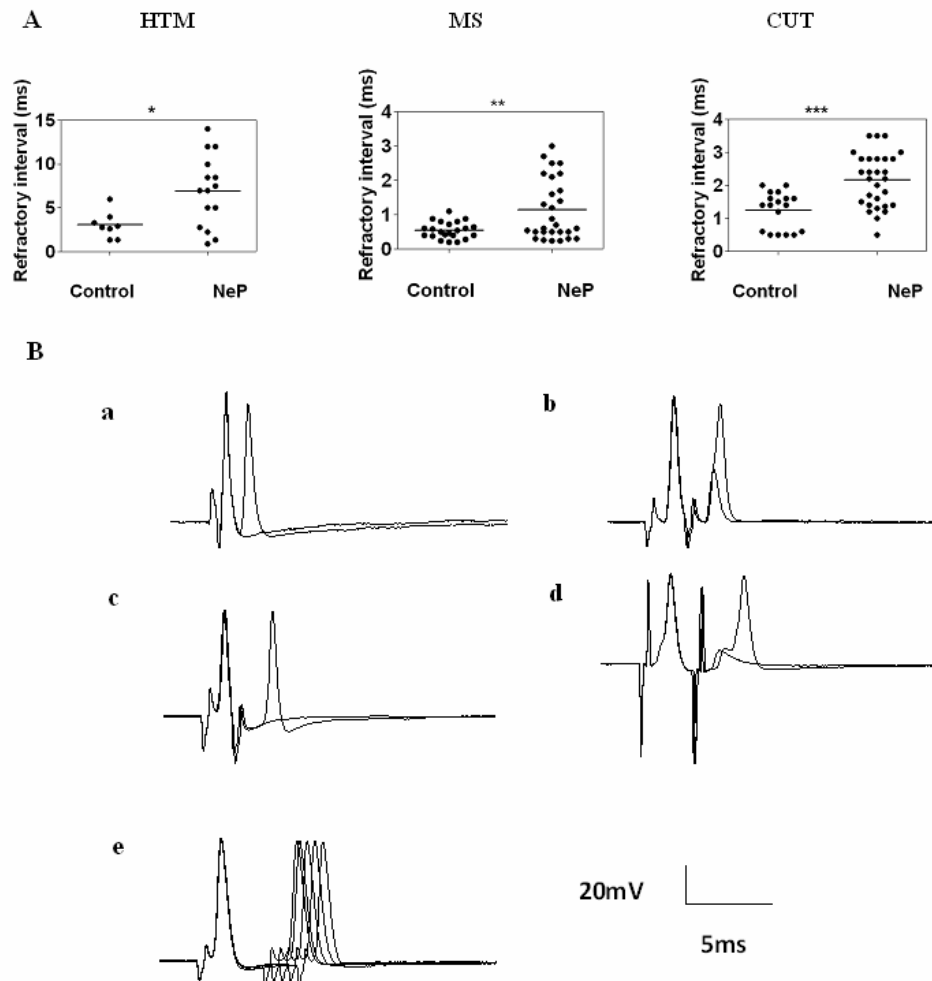 A
HTM
MS
CUT
Refractory interval (ms)
15
10
5
0
*
Control
NeP
Refractory interval (ms)
4
3
2
1
0
**
Control
NeP
Refractory interval (ms)
4
3
2
1
0
***
Control
NeP
B
a
b
c
d
e
20mV
5ms